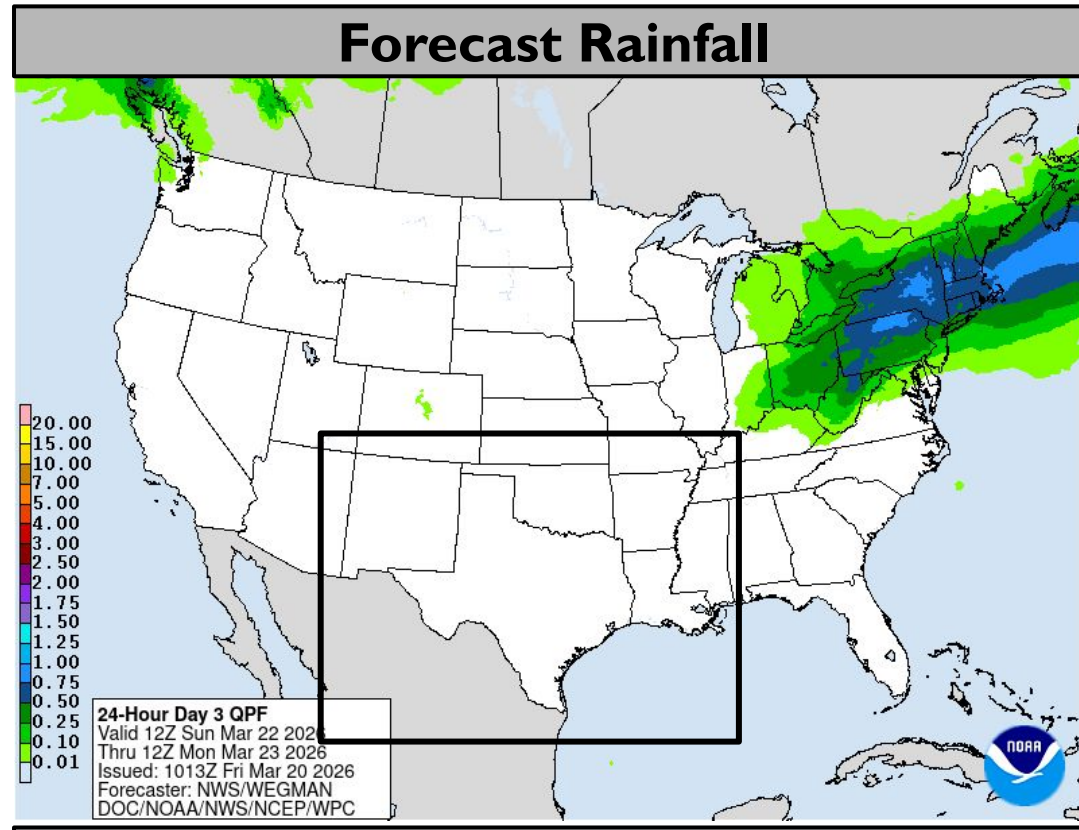 Forecast Rainfall
20.00
15.00
10.00
7.00
5.00
4.00
3.00
2.50
2.00
1.75
1.50
1.25
1.00
0.75
0.50
0.25
0.10
0.01
24-Hour Day 3 QPF
Valid 12Z Sun Mar 22 2026
Thru 12Z Mon Mar 23 2026
Issued: 1013Z Fri Mar 20 2026
Forecaster: NWS/WEGMAN
DOC/NOAA/NWS/NCEP/WPC
NOAA